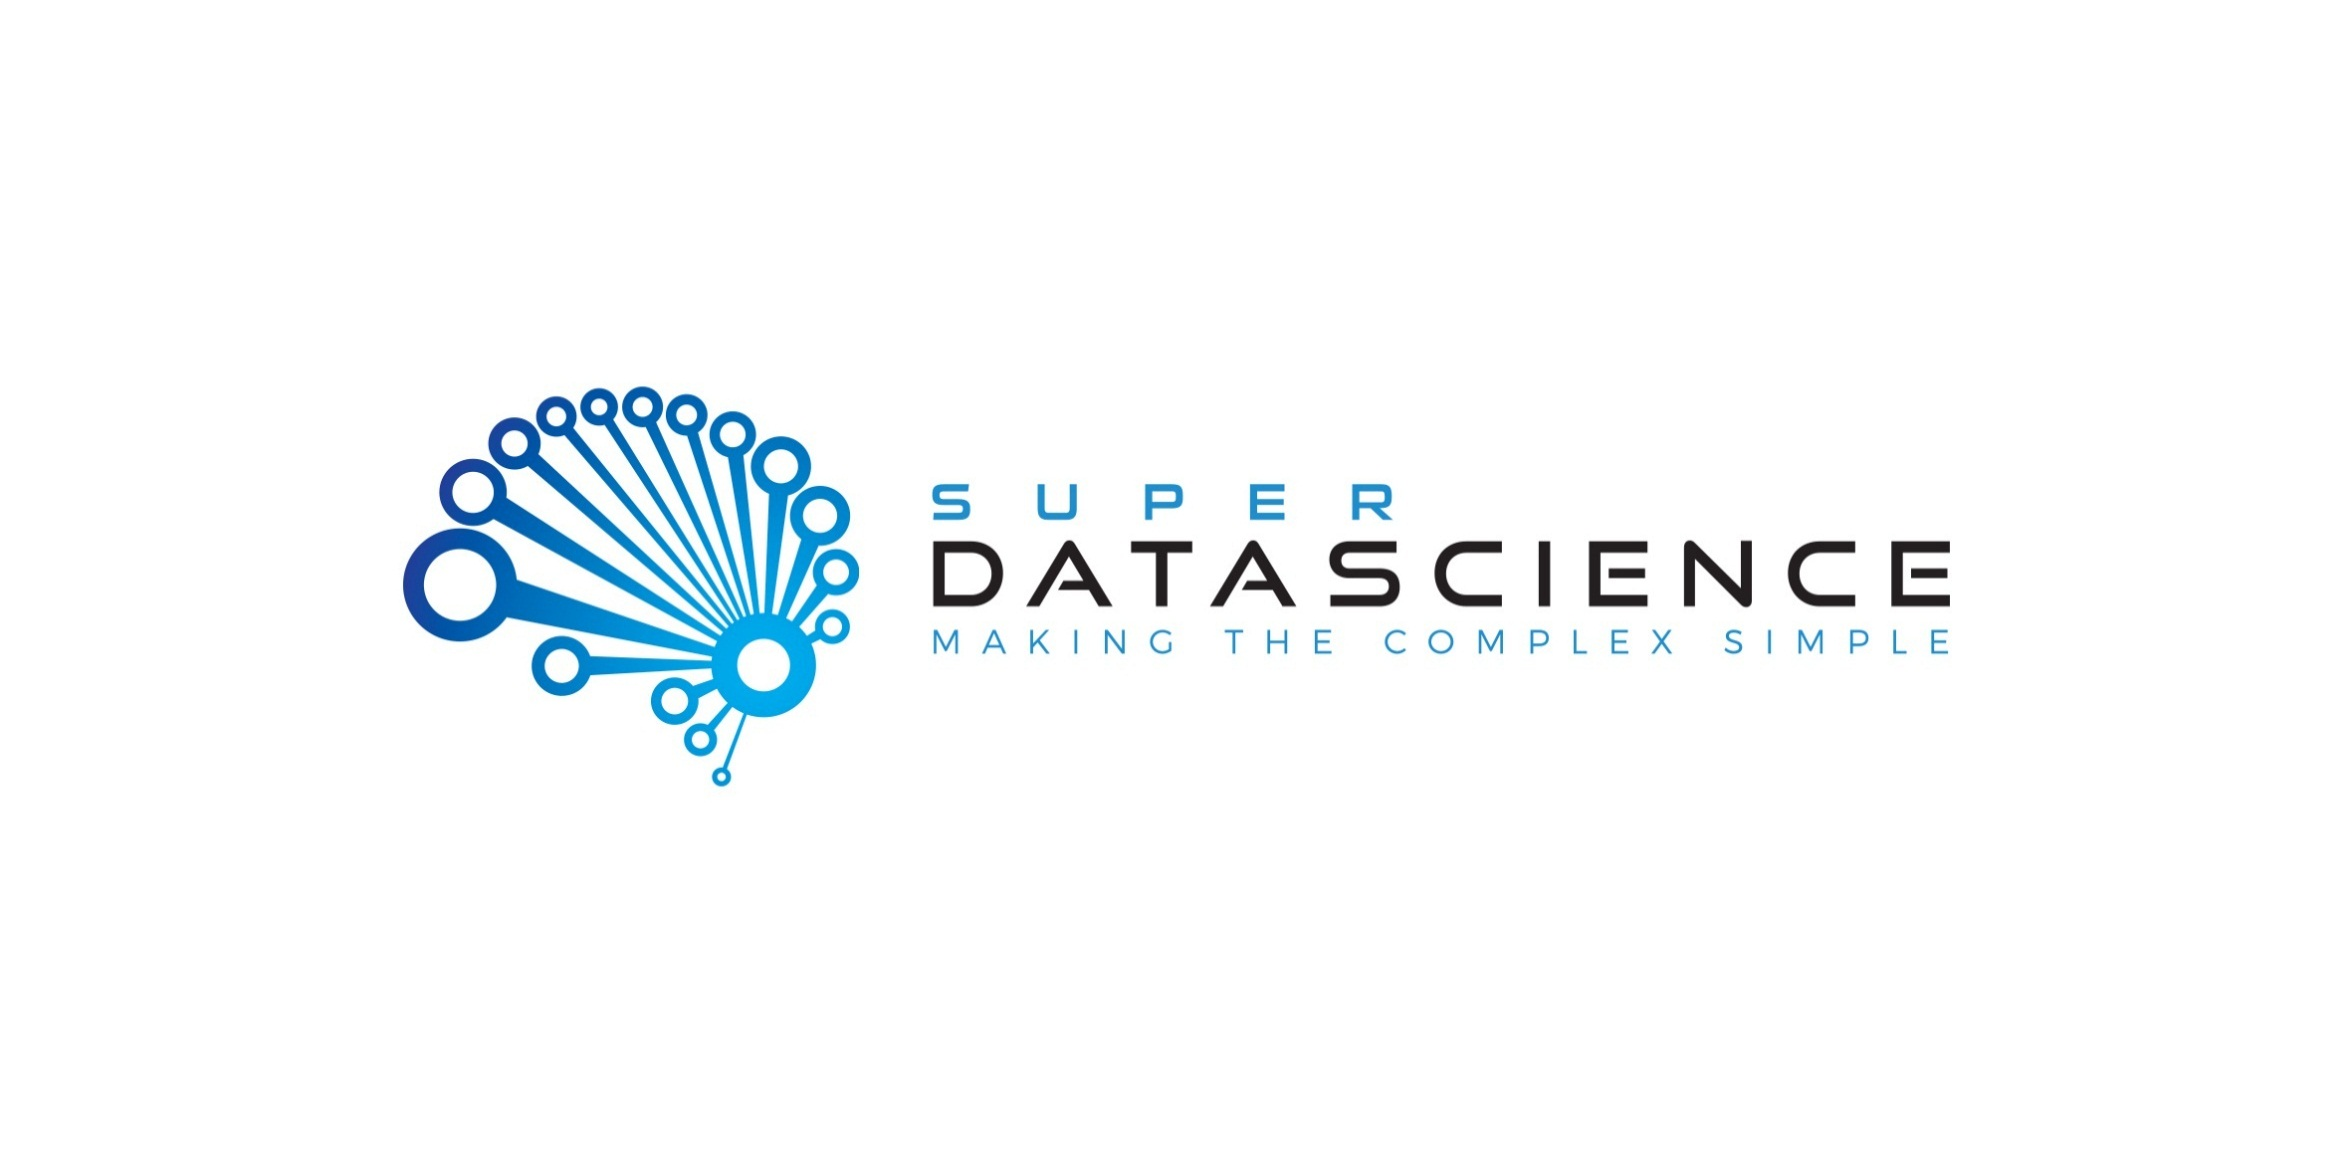 SUPER
DATASCIENCE
MAKING THE COMPLEX SIMPLE